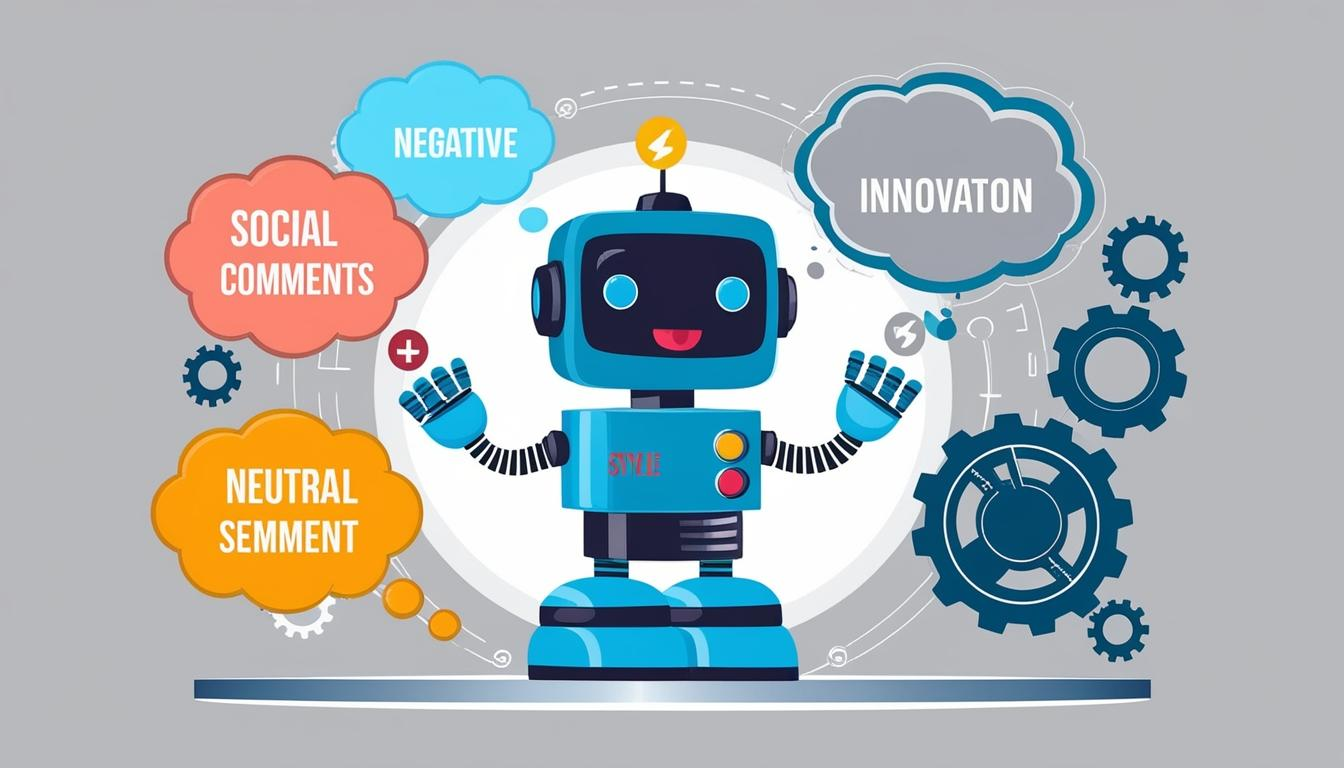 NEGATIVE
SOCIAL
COMMENTS
INNOVATON
NEUTRAL
SEMMENT